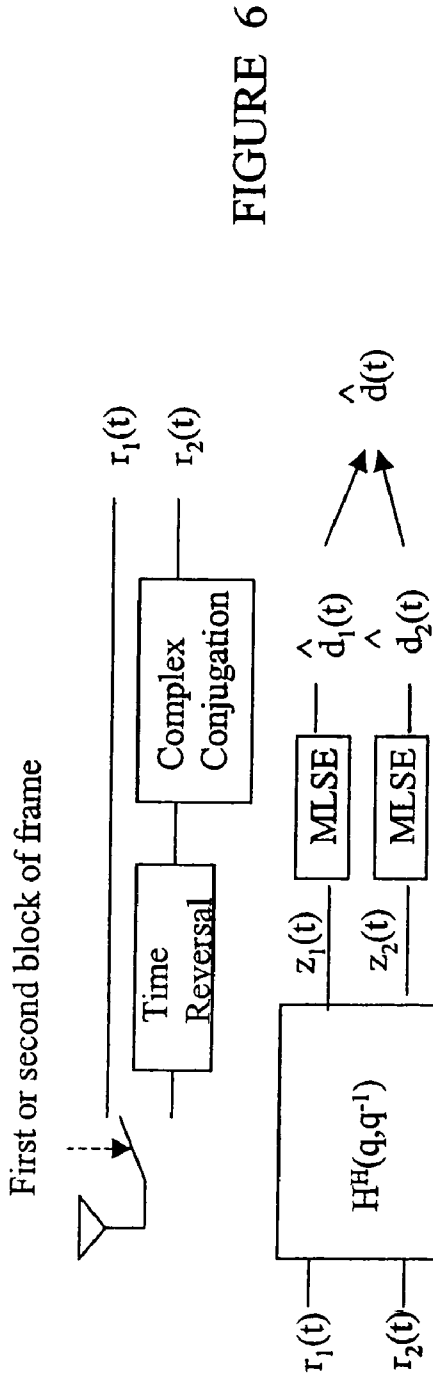 First or second block of frame
r₁(t)
Time
Reversal
Complex
Conjugation
r₂(t)
r₁(t)
r₂(t)
Hᴴ(q,q⁻¹)
z₁(t)
z₂(t)
MLSE
MLSE
d̂₁(t)
d̂₂(t)
d̂(t)
FIGURE 6